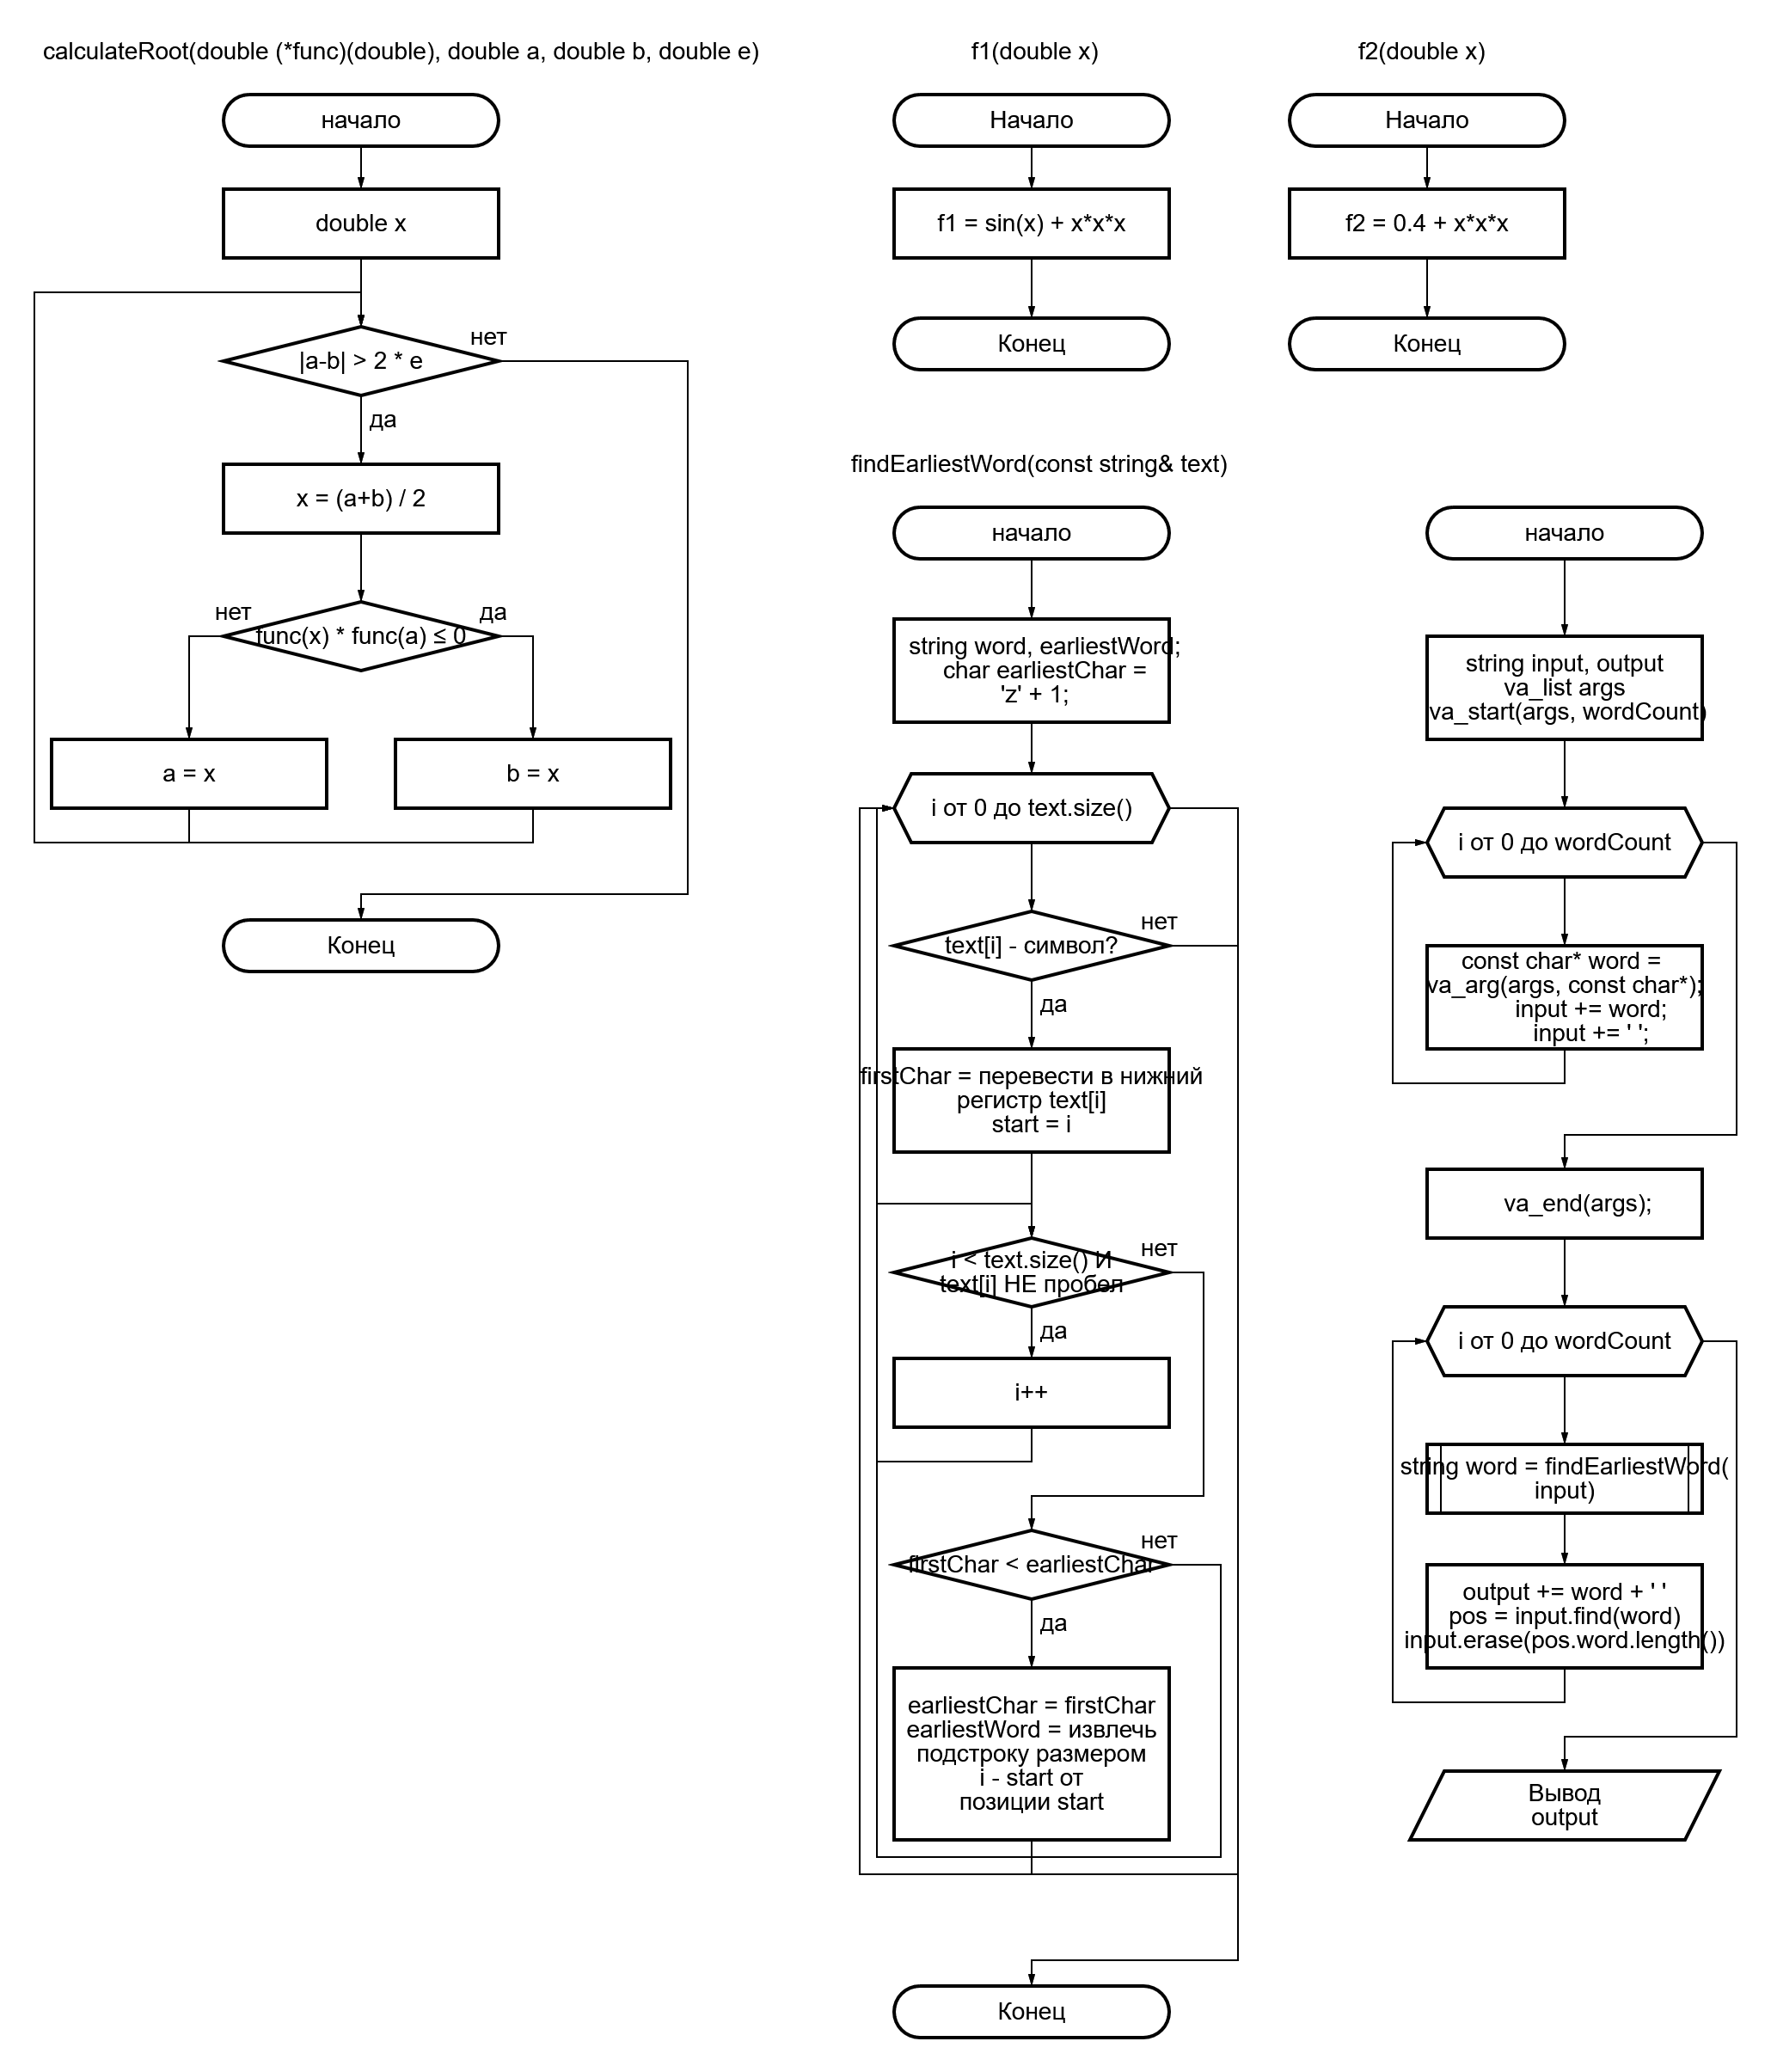 calculateRoot(double (*func)(double), double a, double b, double e)
начало
double x
|a-b| > 2 * e
нет
да
x = (a+b) / 2
нет
да
func(x) * func(a) ≤ 0
a = x
b = x
Конец
f1(double x)
Начало
f1 = sin(x) + x*x*x
Конец
f2(double x)
Начало
f2 = 0.4 + x*x*x
Конец
findEarliestWord(const string& text)
начало
string word, earliestWord;
char earliestChar =
'z' + 1;
i от 0 до text.size()
text[i] - символ?
нет
да
firstChar = перевести в нижний
регистр text[i]
start = i
i < text.size() И
text[i] НЕ пробел
нет
да
i++
firstChar < earliestChar
нет
да
earliestChar = firstChar
earliestWord = извлечь
подстроку размером
i - start от
позиции start
Конец
начало
string input, output
va_list args
va_start(args, wordCount)
i от 0 до wordCount
const char* word =
va_arg(args, const char*);
input += word;
input += ' ';
va_end(args);
i от 0 до wordCount
string word = findEarliestWord(
input)
output += word + ' '
pos = input.find(word)
input.erase(pos.word.length())
Вывод
output